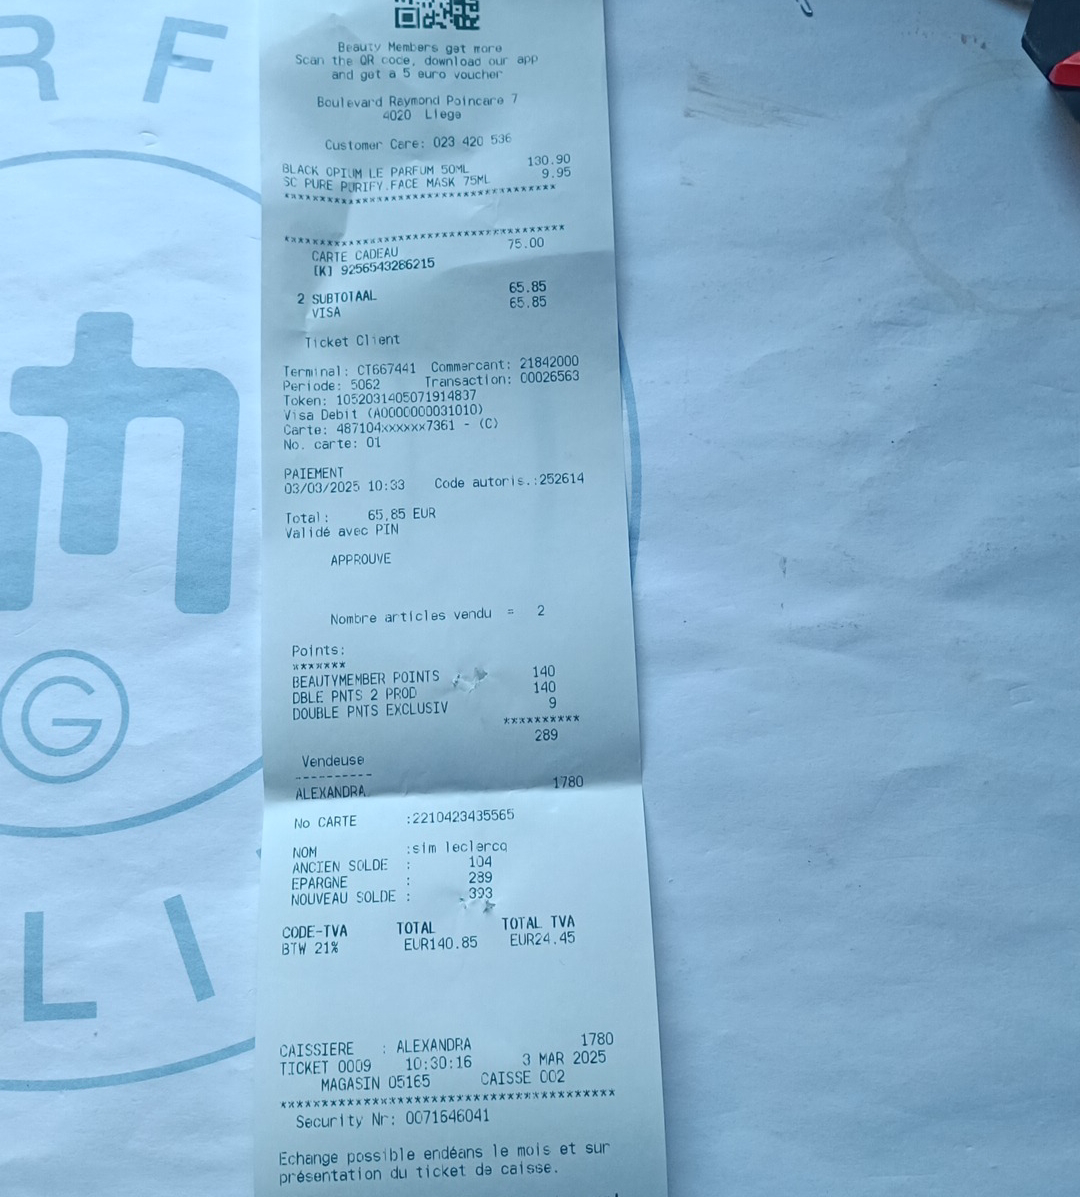 R F
Beauty Members get more
Scan the QR coce, download our app
and get a 5 euro voucher
Boulevard Raymond Poincare 7
4020 Liege
Customer Care: 023 420 536
BLACK OPIUM LE PARFUM 50ML 130.90
SC PURE PURIFY.FACE MASK 75ML 9.95
**********************************
**********************************
CARTE CADEAU 75.00
[K] 9256543286215
2 SUBTOTAAL 65.85
VISA 65.85
Ticket Client
Terminal: CT667441 Commercant: 21842000
Periode: 5062 Transaction: 00026563
Token: 1052031405071914837
Visa Debit (A0000000031010)
Carte: 487104xxxxxx7361 - (C)
No. carte: 01
PAIEMENT
03/03/2025 10:33 Code autoris.:252614
Total: 65,85 EUR
Validé avec PIN
APPROUVE
Nombre articles vendu = 2
Points:
*******
BEAUTYMEMBER POINTS 140
DBLE PNTS 2 PROD 140
DOUBLE PNTS EXCLUSIV 9
**********
289
Vendeuse
----------
ALEXANDRA 1780
No CARTE :2210423435565
NOM :sim leclercq
ANCIEN SOLDE : 104
EPARGNE : 289
NOUVEAU SOLDE : 393
CODE-TVA TOTAL TOTAL TVA
BTW 21% EUR140.85 EUR24.45
CAISSIERE : ALEXANDRA 1780
TICKET 0009 10:30:16 3 MAR 2025
MAGASIN 05165 CAISSE 002
******************************************
Security Nr: 0071646041
Echange possible endéans le mois et sur
présentation du ticket de caisse.
G
L I